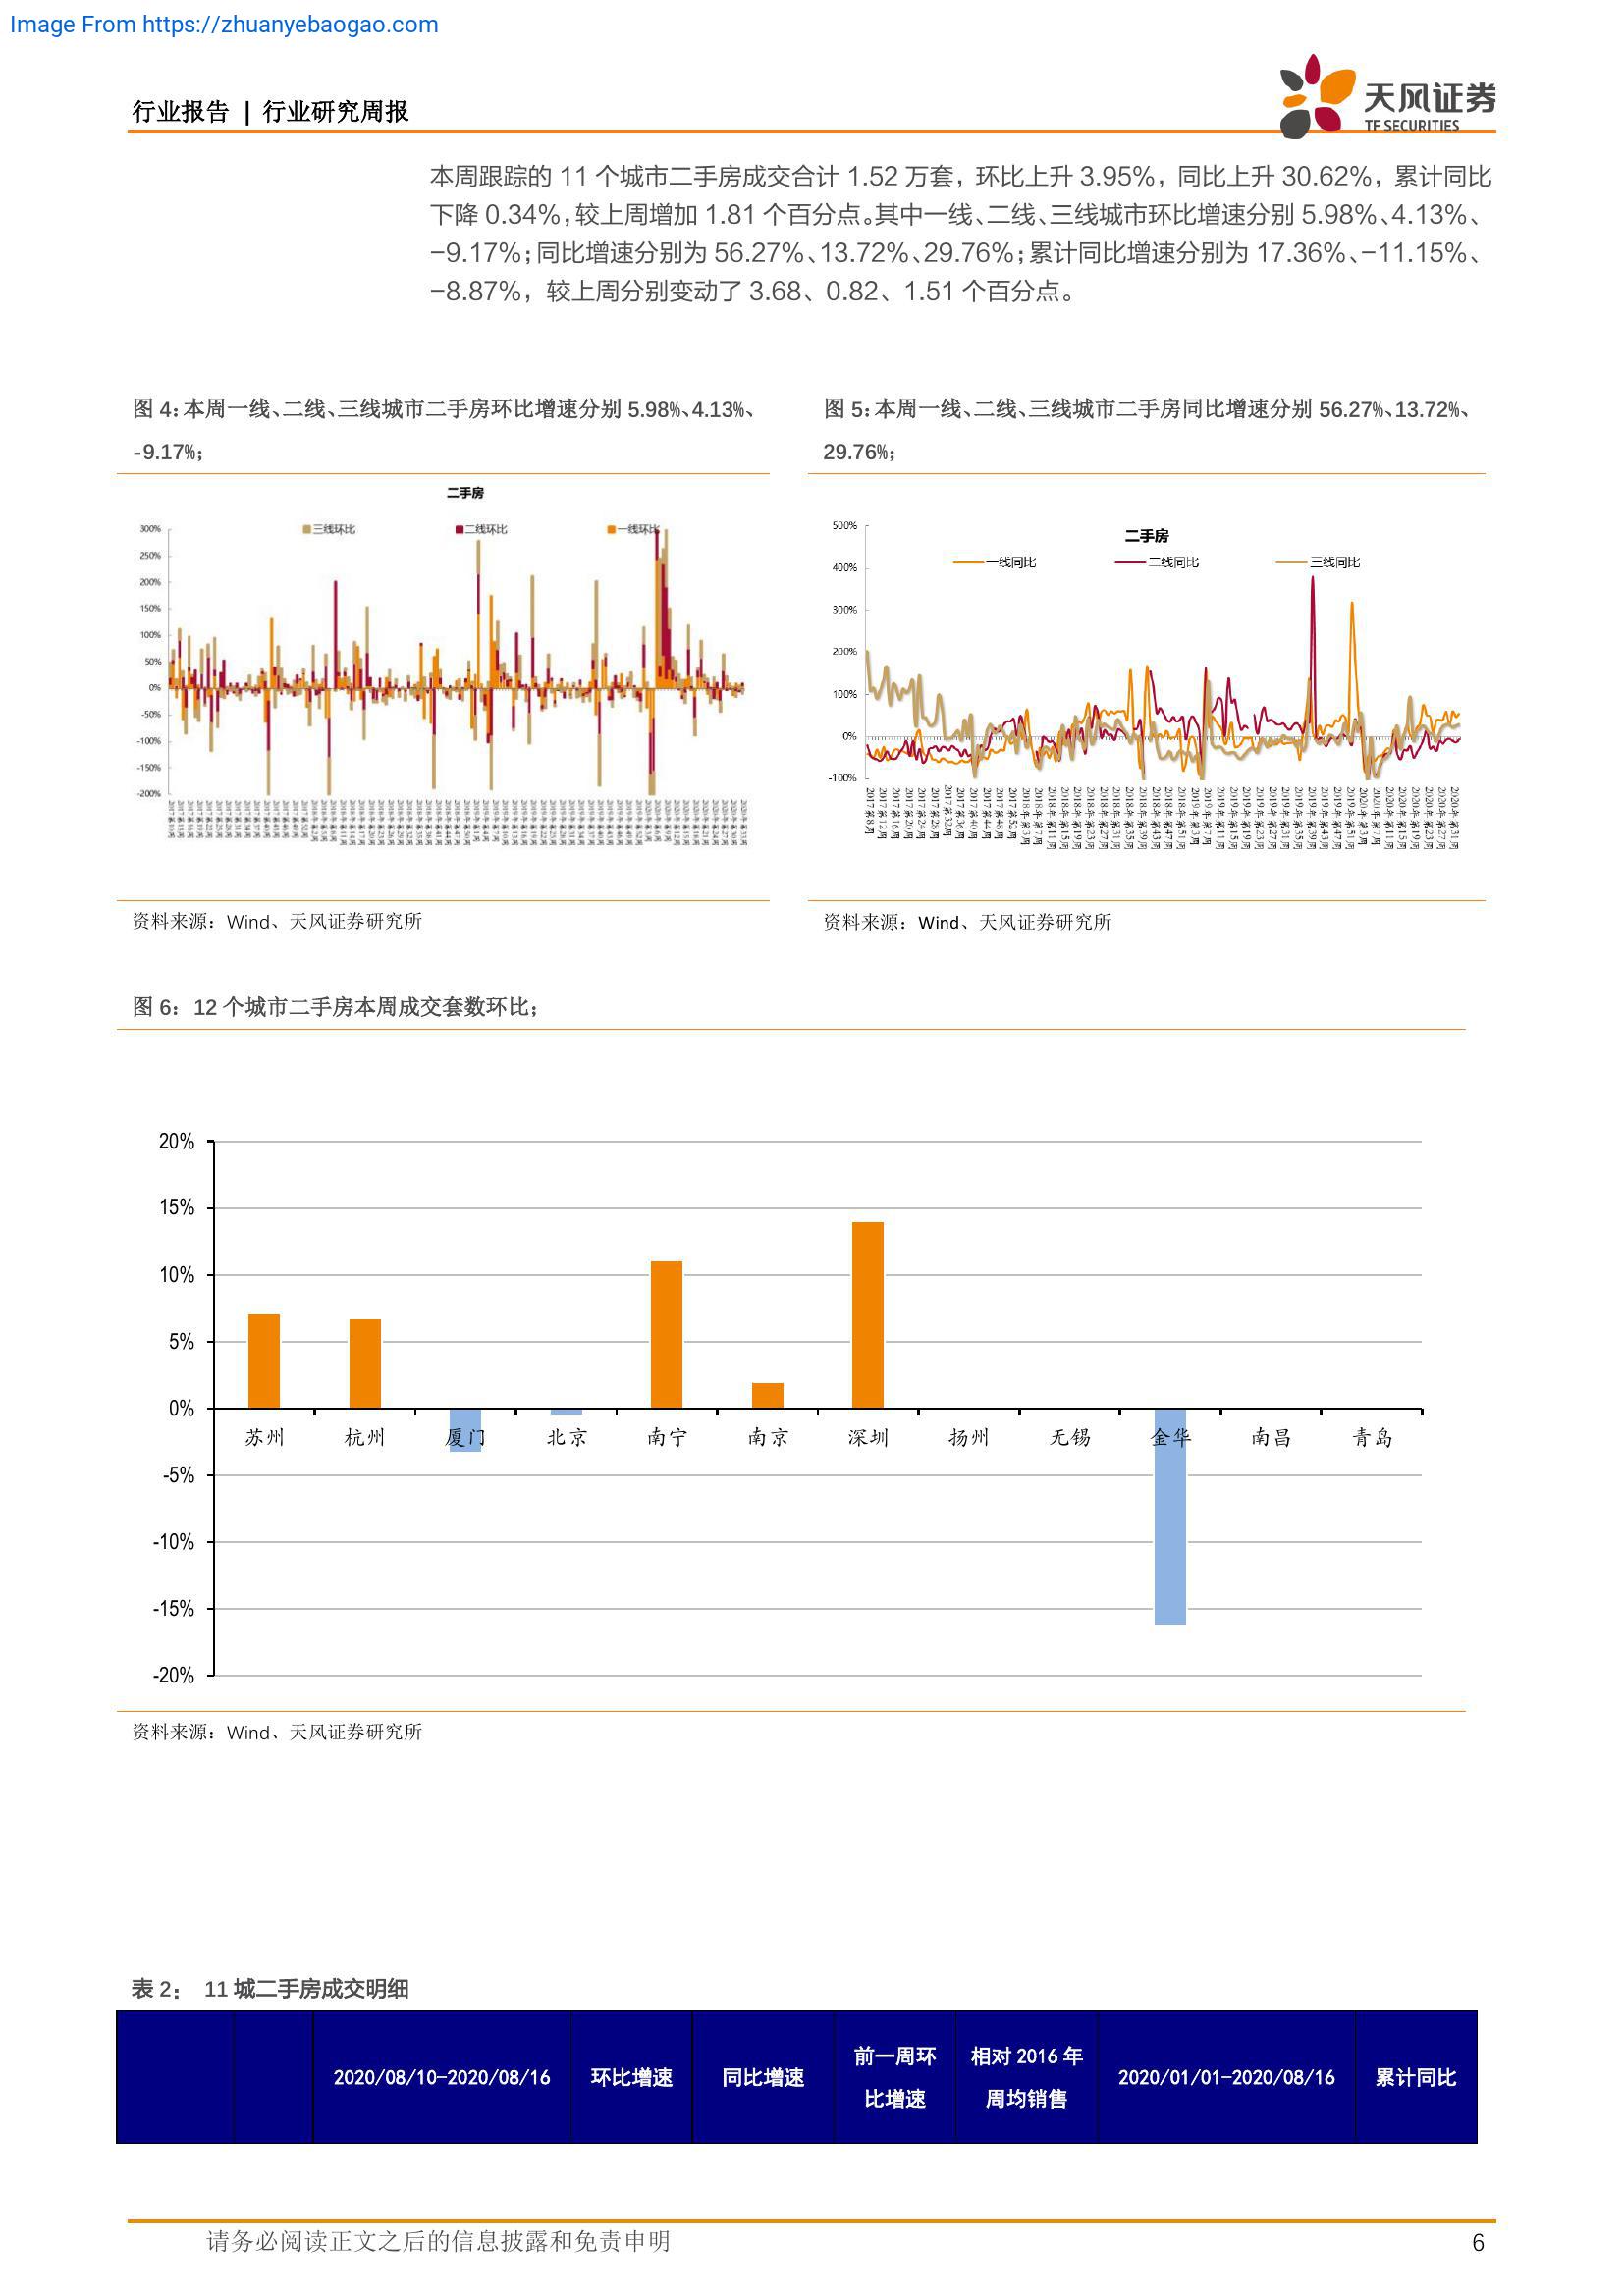 Image From https://zhuanyebaogao.com
行业报告 | 行业研究周报
天风证券
TF SECURITIES
本周跟踪的 11 个城市二手房成交合计 1.52 万套，环比上升 3.95%，同比上升 30.62%，累计同比
下降 0.34%，较上周增加 1.81 个百分点。其中一线、二线、三线城市环比增速分别 5.98%、4.13%、
-9.17%；同比增速分别为 56.27%、13.72%、29.76%；累计同比增速分别为 17.36%、-11.15%、
-8.87%，较上周分别变动了 3.68、0.82、1.51 个百分点。
图 4：本周一线、二线、三线城市二手房环比增速分别 5.98%、4.13%、
-9.17%；
二手房
三线环比 二线环比 一线环比
300%
250%
200%
150%
100%
50%
0%
-50%
-100%
-150%
-200%
资料来源：Wind、天风证券研究所
图 5：本周一线、二线、三线城市二手房同比增速分别 56.27%、13.72%、
29.76%；
二手房
一线同比 二线同比 三线同比
500%
400%
300%
200%
100%
0%
-100%
资料来源：Wind、天风证券研究所
图 6：12 个城市二手房本周成交套数环比；
20%
15%
10%
5%
0%
-5%
-10%
-15%
-20%
苏州 杭州 厦门 北京 南宁 南京 深圳 扬州 无锡 金华 南昌 青岛
资料来源：Wind、天风证券研究所
表 2： 11 城二手房成交明细
2020/08/10-2020/08/16 环比增速 同比增速 前一周环比增速 相对 2016 年周均销售 2020/01/01-2020/08/16 累计同比
请务必阅读正文之后的信息披露和免责申明
6